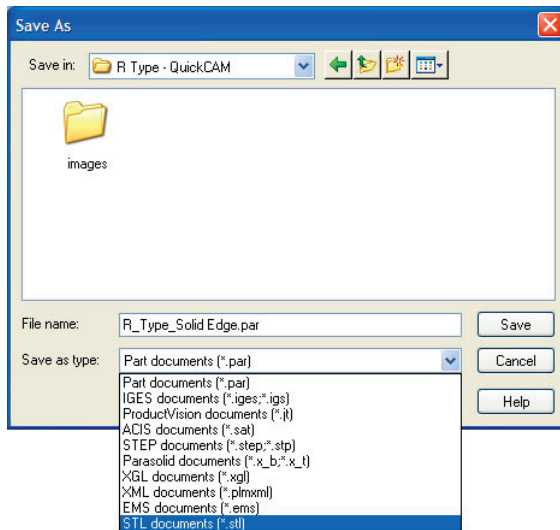 Save As
Save in: R Type - QuickCAM
images
File name: R_Type_Solid Edge.par Save
Save as type: Part documents (*.par) Cancel
Help
Part documents (*.par)
IGES documents (*.iges;*.igs)
ProductVision documents (*.jt)
ACIS documents (*.sat)
STEP documents (*.step;*.stp)
Parasolid documents (*.x_b;*.x_t)
XGL documents (*.xgl)
XML documents (*.plmxml)
EMS documents (*.ems)
STL documents (*.stl)